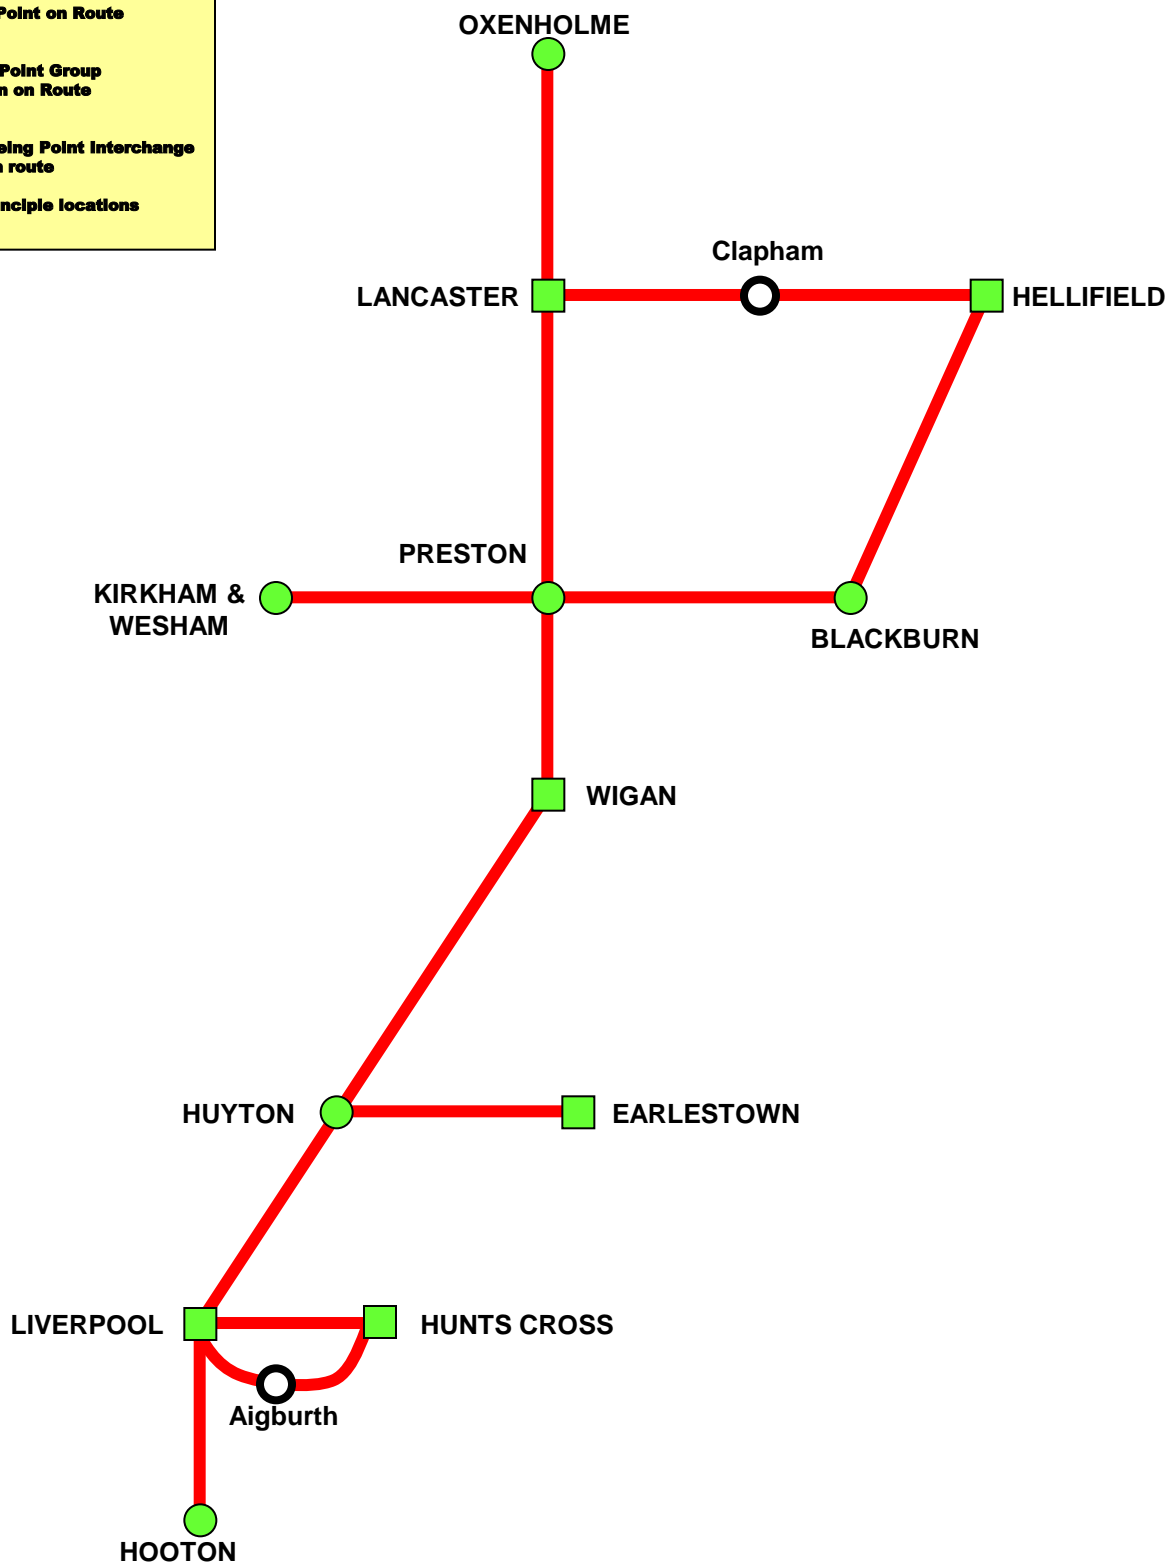 Point on Route
Point Group
n on Route
eing Point Interchange
n route
nciple locations
OXENHOLME
Clapham
LANCASTER
HELLIFIELD
PRESTON
KIRKHAM &
WESHAM
BLACKBURN
WIGAN
HUYTON
EARLESTOWN
LIVERPOOL
HUNTS CROSS
Aigburth
HOOTON